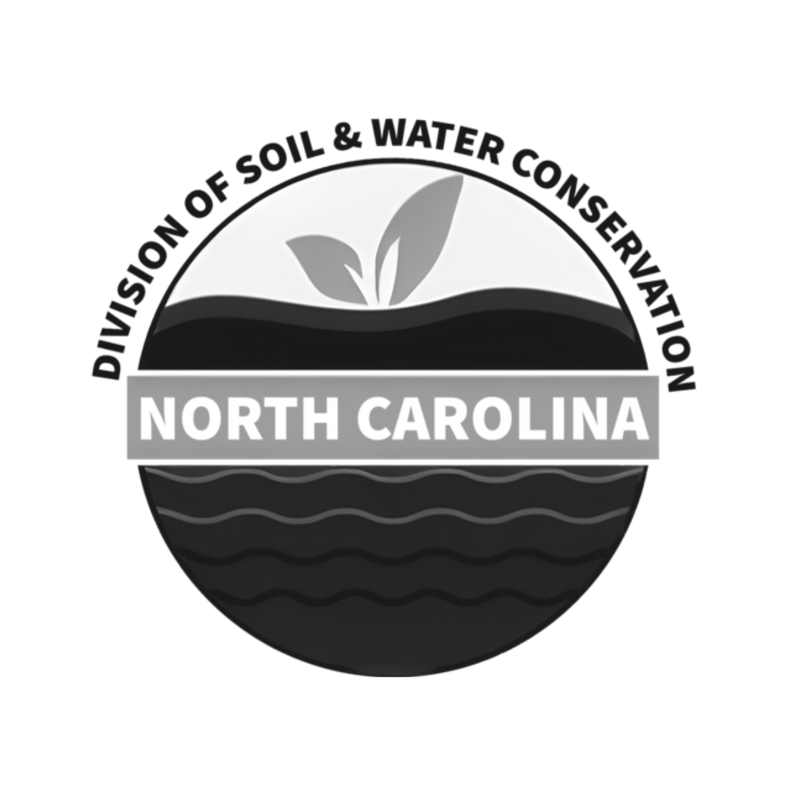 DIVISION OF SOIL & WATER CONSERVATION
NORTH CAROLINA